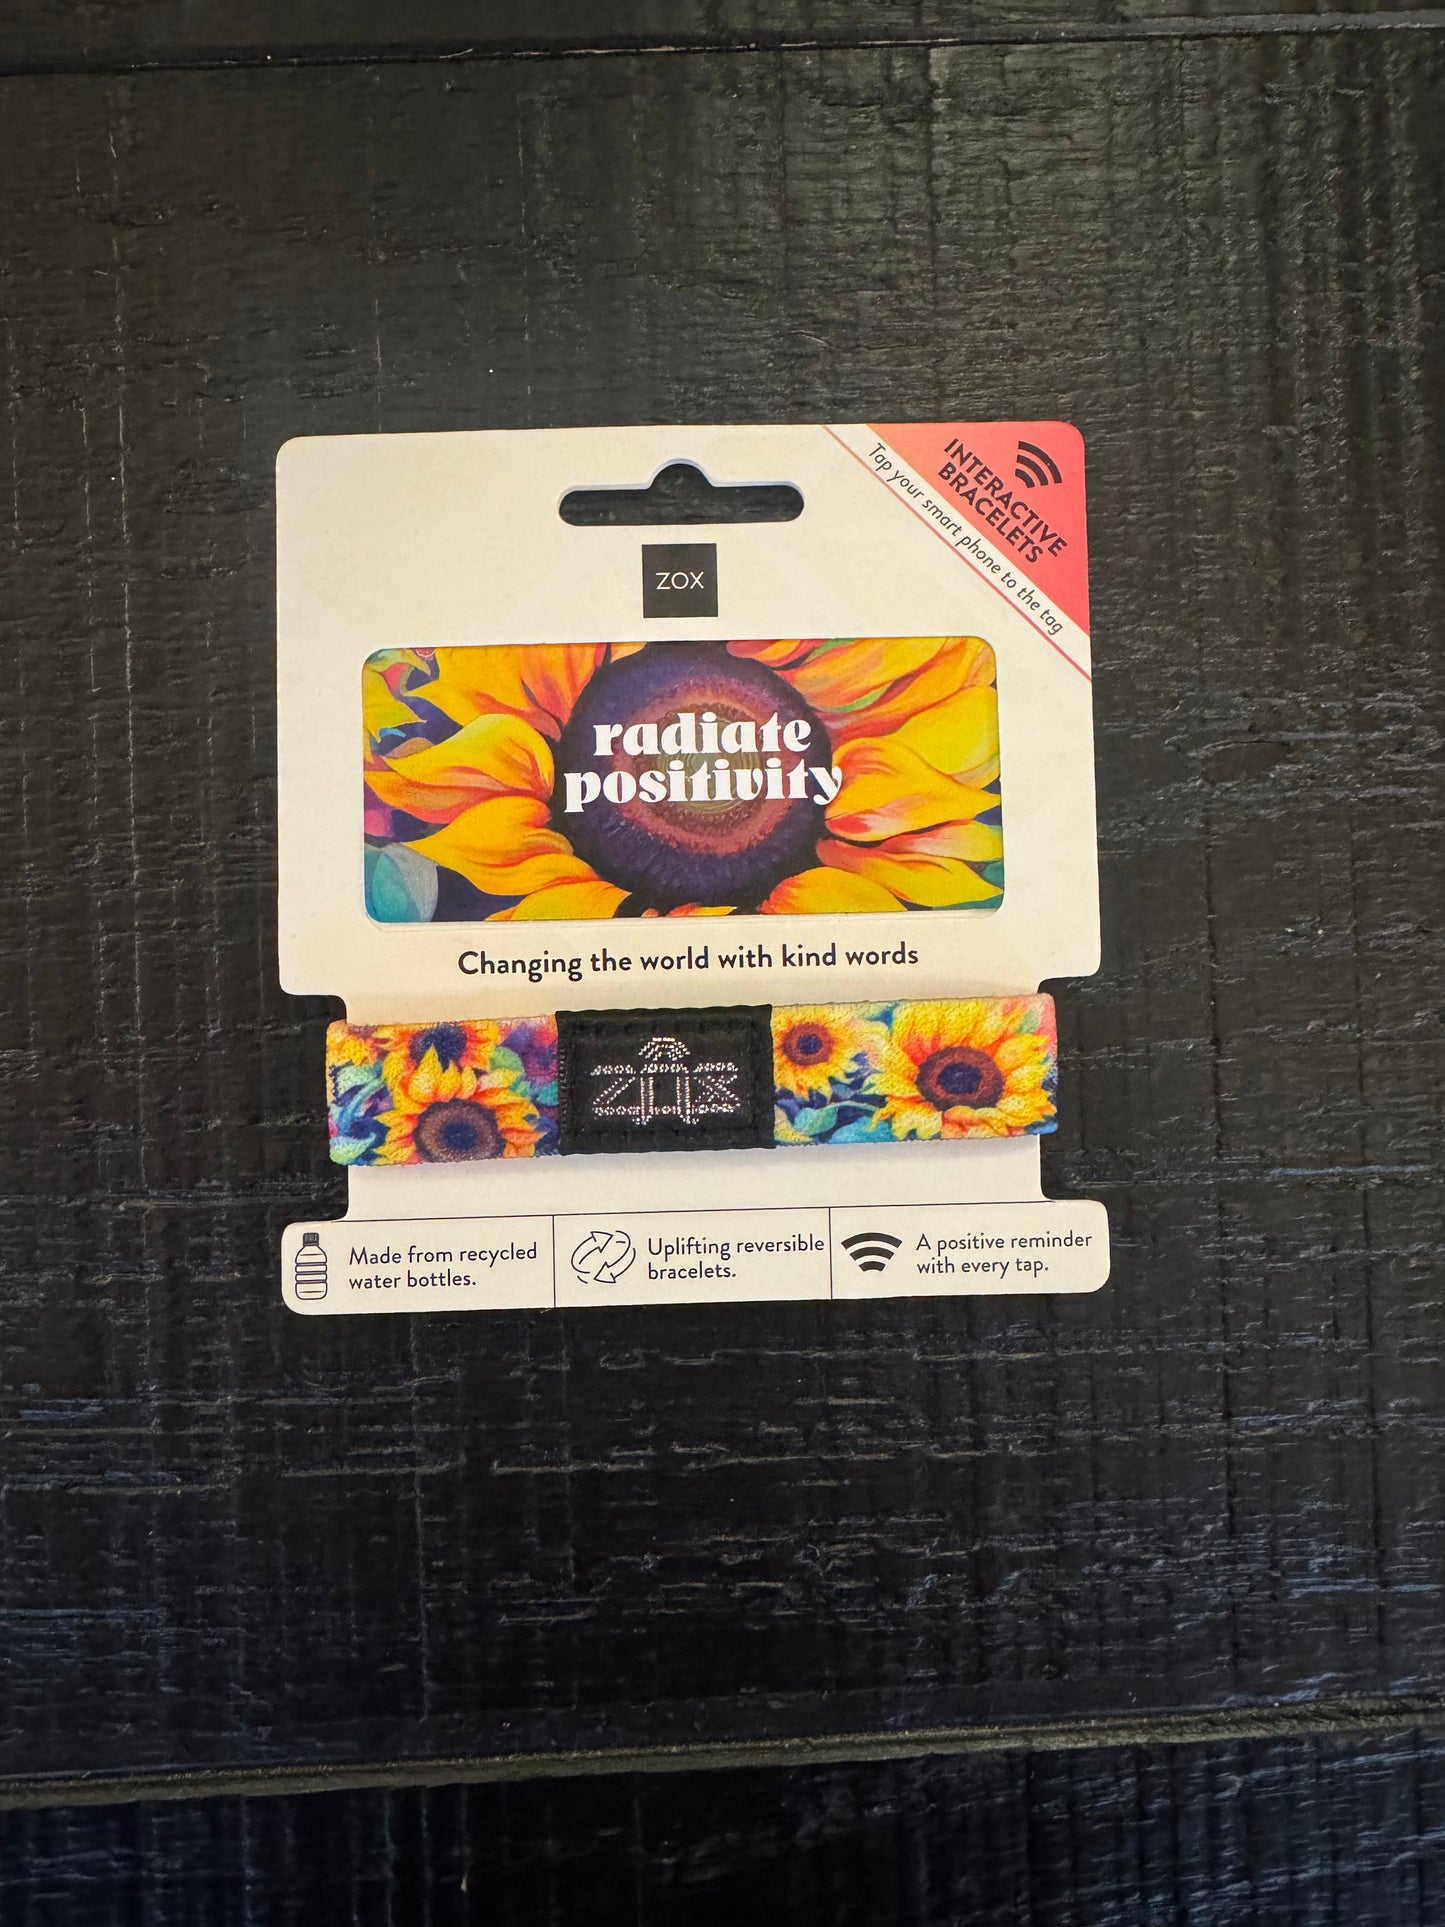 INTERACTIVE
BRACELETS
Tap your smart phone to the tag
ZOX
radiate
positivity
Changing the world with kind words
ZOX
Made from recycled
water bottles.
Uplifting reversible
bracelets.
A positive reminder
with every tap.